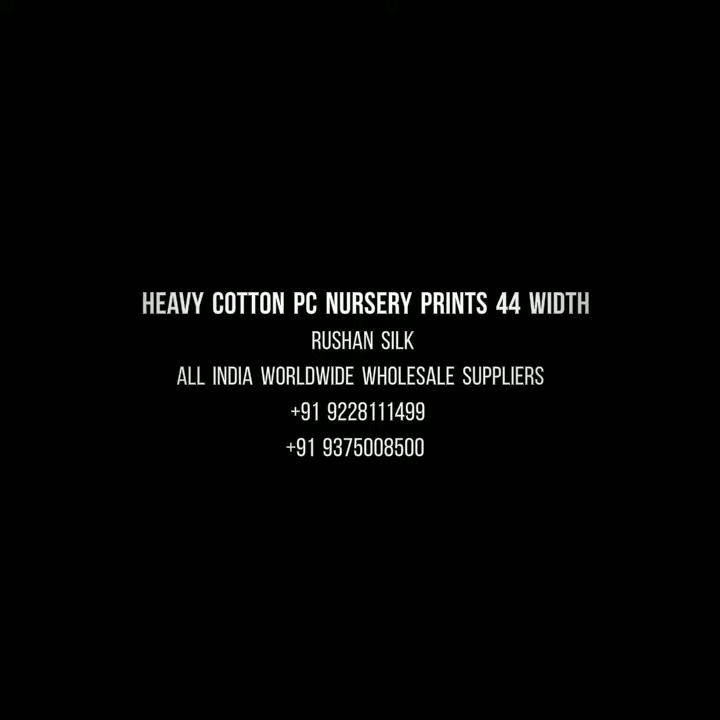 HEAVY COTTON PC NURSERY PRINTS 44 WIDTH
RUSHAN SILK
ALL INDIA WORLDWIDE WHOLESALE SUPPLIERS
+91 9228111499
+91 9375008500